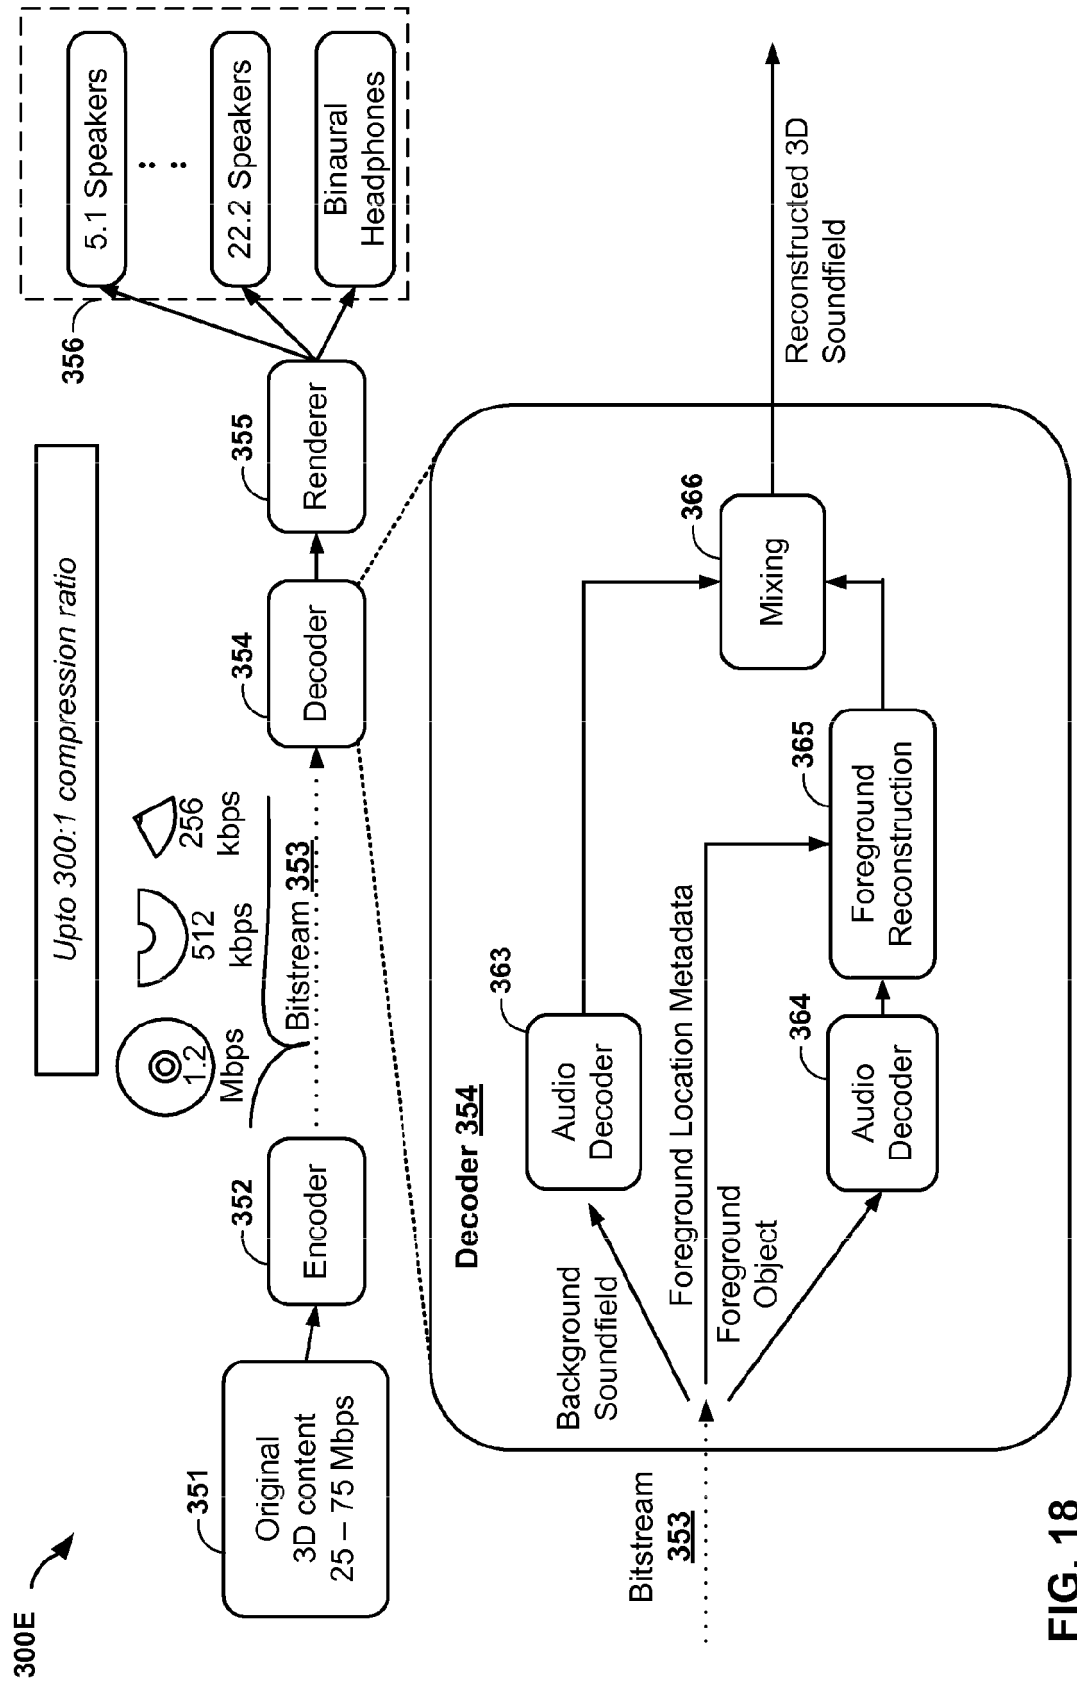 300E
Upto 300:1 compression ratio
351
Original
3D content
25 – 75 Mbps
352
Encoder
1.2
Mbps
512
kbps
256
kbps
Bitstream 353
354
Decoder
355
Renderer
356
5.1 Speakers
22.2 Speakers
Binaural
Headphones
Decoder 354
Bitstream
353
Background
Soundfield
Foreground Location Metadata
Foreground
Object
363
Audio
Decoder
364
Audio
Decoder
365
Foreground
Reconstruction
366
Mixing
Reconstructed 3D
Soundfield
FIG. 18